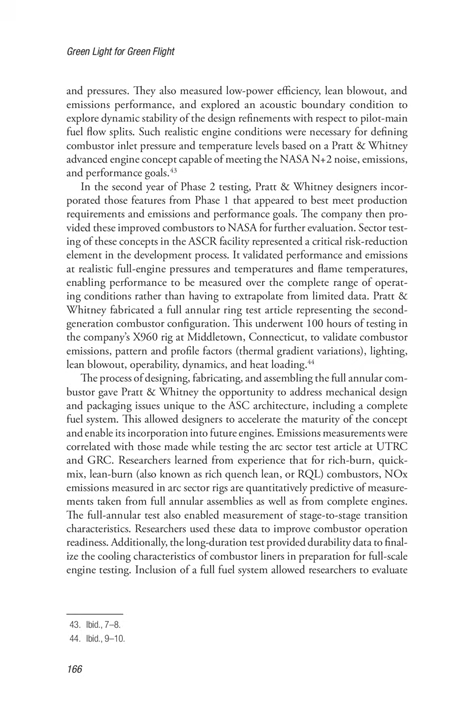 Green Light for Green Flight
and pressures. They also measured low-power efficiency, lean blowout, and
emissions performance, and explored an acoustic boundary condition to
explore dynamic stability of the design refinements with respect to pilot-main
fuel flow splits. Such realistic engine conditions were necessary for defining
combustor inlet pressure and temperature levels based on a Pratt & Whitney
advanced engine concept capable of meeting the NASA N+2 noise, emissions,
and performance goals.43
In the second year of Phase 2 testing, Pratt & Whitney designers incor-
porated those features from Phase 1 that appeared to best meet production
requirements and emissions and performance goals. The company then pro-
vided these improved combustors to NASA for further evaluation. Sector test-
ing of these concepts in the ASCR facility represented a critical risk-reduction
element in the development process. It validated performance and emissions
at realistic full-engine pressures and temperatures and flame temperatures,
enabling performance to be measured over the complete range of operat-
ing conditions rather than having to extrapolate from limited data. Pratt &
Whitney fabricated a full annular ring test article representing the second-
generation combustor configuration. This underwent 100 hours of testing in
the company's X960 rig at Middletown, Connecticut, to validate combustor
emissions, pattern and profile factors (thermal gradient variations), lighting,
lean blowout, operability, dynamics, and heat loading.44
The process of designing, fabricating, and assembling the full annular com-
bustor gave Pratt & Whitney the opportunity to address mechanical design
and packaging issues unique to the ASC architecture, including a complete
fuel system. This allowed designers to accelerate the maturity of the concept
and enable its incorporation into future engines. Emissions measurements were
correlated with those made while testing the arc sector test article at UTRC
and GRC. Researchers learned from experience that for rich-burn, quick-
mix, lean-burn (also known as rich quench lean, or RQL) combustors, NOx
emissions measured in arc sector rigs are quantitatively predictive of measure-
ments taken from full annular assemblies as well as from complete engines.
The full-annular test also enabled measurement of stage-to-stage transition
characteristics. Researchers used these data to improve combustor operation
readiness. Additionally, the long-duration test provided durability data to final-
ize the cooling characteristics of combustor liners in preparation for full-scale
engine testing. Inclusion of a full fuel system allowed researchers to evaluate
43. Ibid., 7–8.
44. Ibid., 9–10.
166